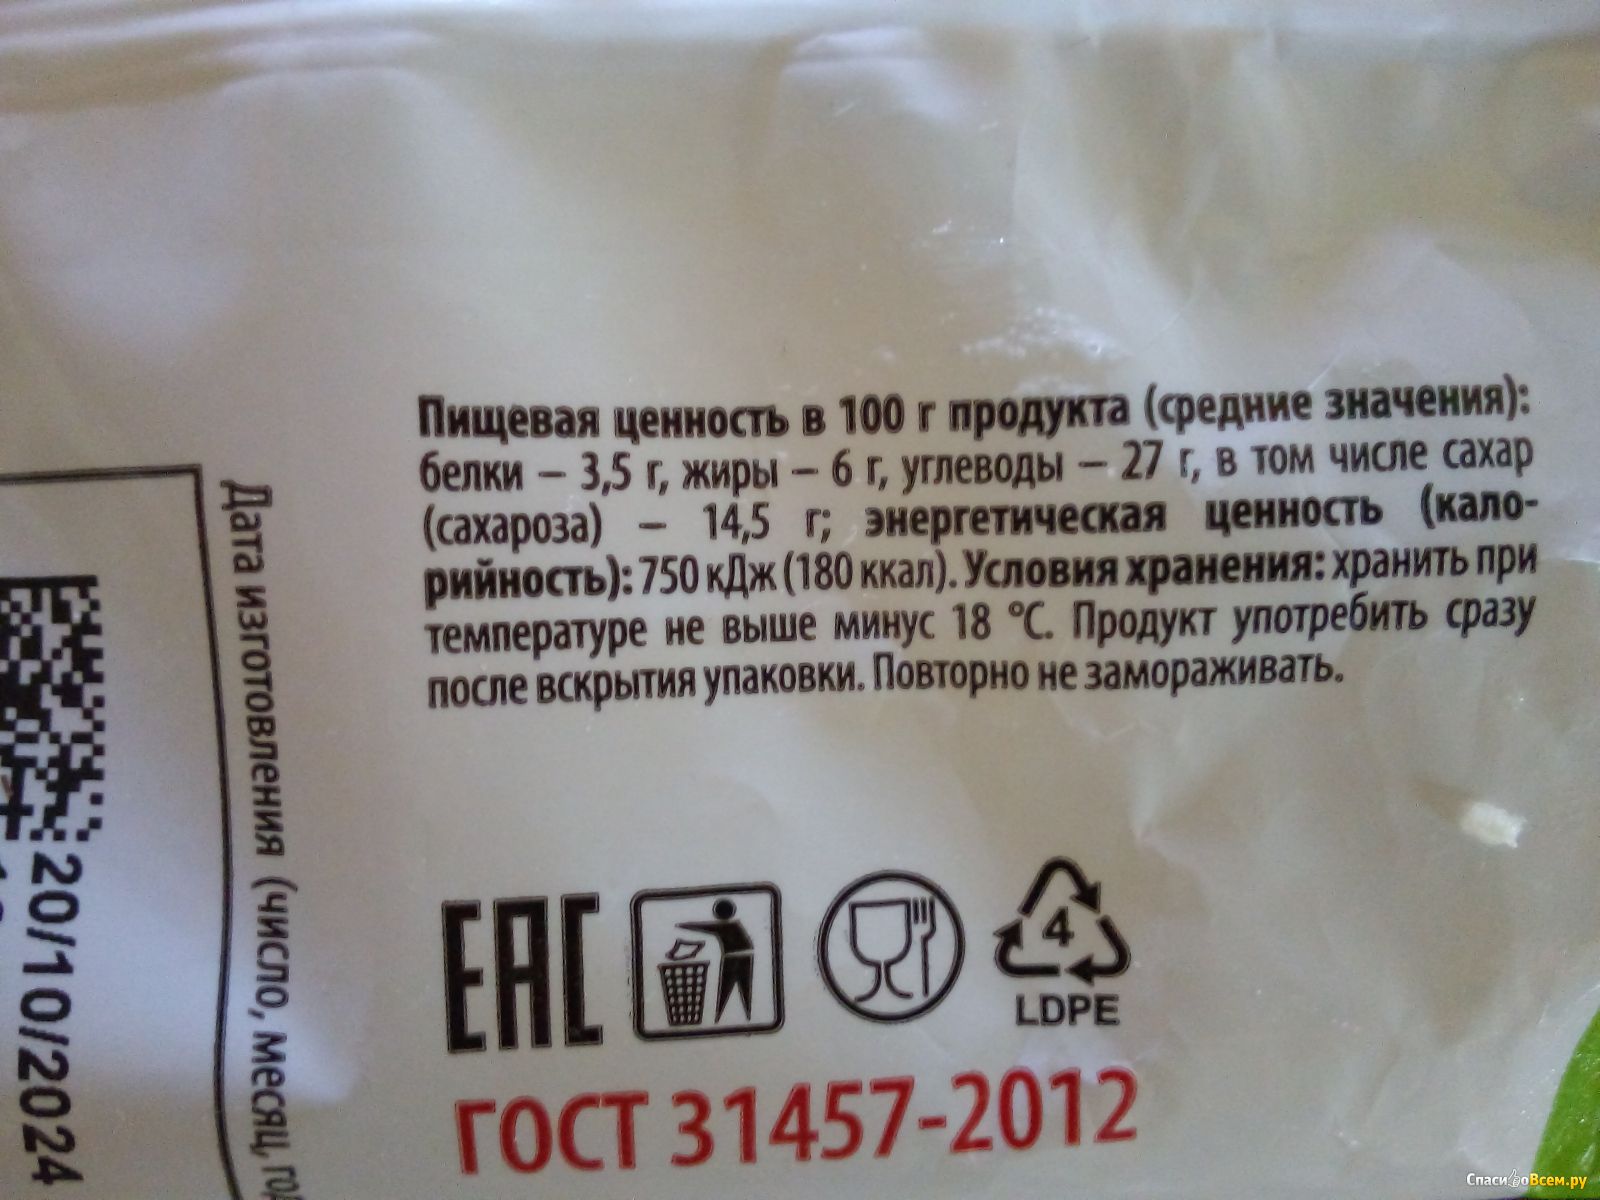 Пищевая ценность в 100 г продукта (средние значения):
белки – 3,5 г, жиры – 6 г, углеводы – 27 г, в том числе сахар
(сахароза) – 14,5 г; энергетическая ценность (кало-
рийность): 750 кДж (180 ккал). Условия хранения: хранить при
температуре не выше минус 18 °С. Продукт употребить сразу
после вскрытия упаковки. Повторно не замораживать.
Дата изготовления (число, месяц,
20/10/2024
ЕАС
4
LDPE
ГОСТ 31457-2012
СпасибоВсем.ру